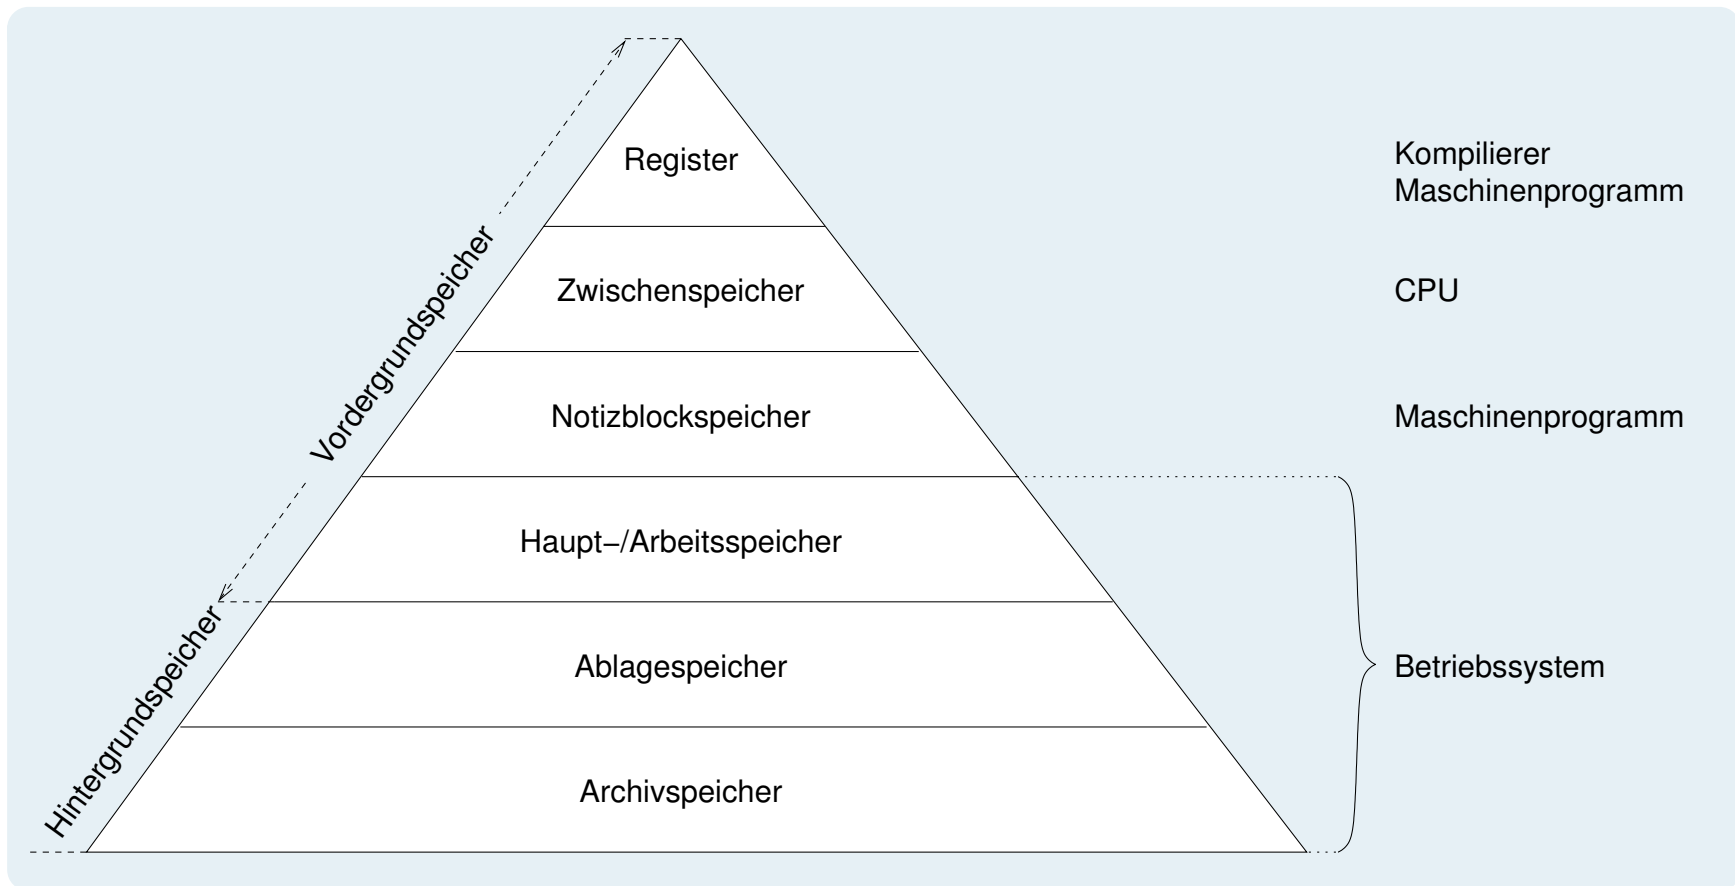 Register
Kompilierer
Maschinenprogramm
Zwischenspeicher
CPU
Vordergrundspeicher
Notizblockspeicher
Maschinenprogramm
Haupt−/Arbeitsspeicher
Ablagespeicher
Betriebssystem
Hintergrundspeicher
Archivspeicher